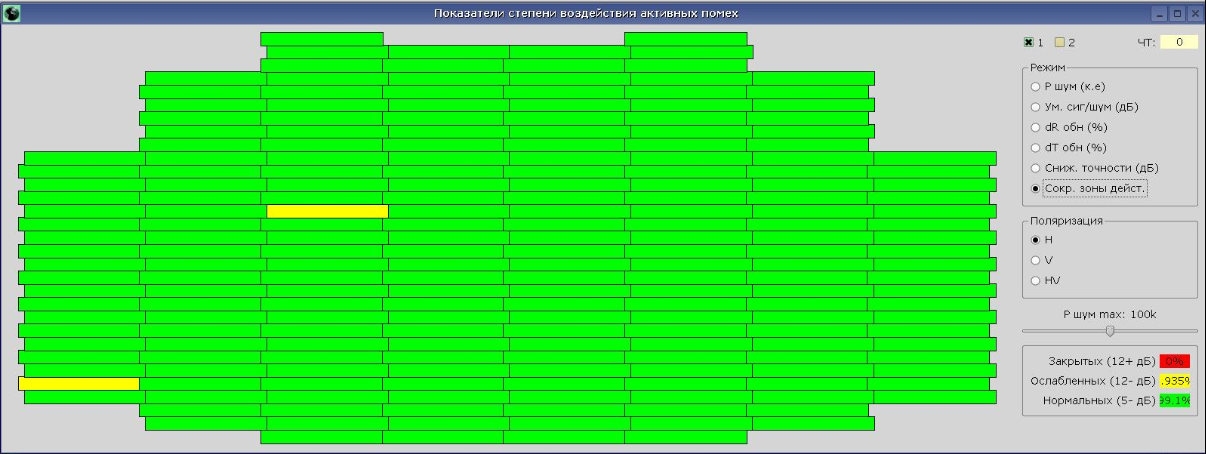 Показатели степени воздействия активных помех
1 2 ЧТ: 0
Режим
Р шум (к.е)
Ум. сиг/шум (дБ)
dR обн (%)
dT обн (%)
Сниж. точности (дБ)
Сокр. зоны дейст.
Поляризация
H
V
HV
Р шум max: 100k
Закрытых (12+ дБ) 0%
Ослабленных (12- дБ) .935%
Нормальных (5- дБ) 99.1%